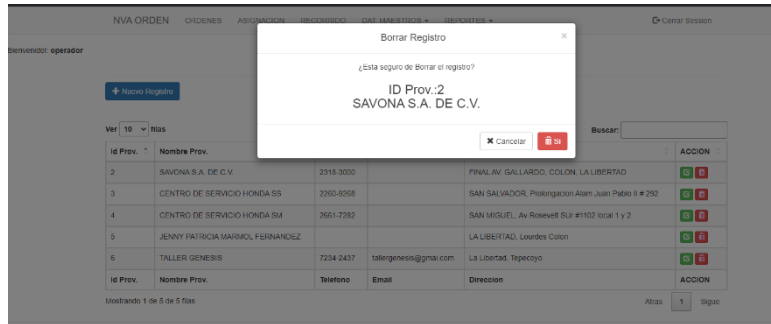 NVA ORDEN ORDENES ASIGNACION RECORRIDO DAT. MAESTROS REPORTES Cerrar Session
Bienvenido!: operador
Borrar Registro ×
¿Esta seguro de Borrar el registro?
ID Prov.:2
SAVONA S.A. DE C.V.
Cancelar Si
Nuevo Registro
Ver 10 filas Buscar:
Id Prov. Nombre Prov. ACCION
2 SAVONA S.A. DE C.V. 2318-3000 FINAL AV. GALLARDO, COLON, LA LIBERTAD
3 CENTRO DE SERVICIO HONDA SS 2260-9268 SAN SALVADOR, Prolongacion Alam Juan Pablo II # 292
4 CENTRO DE SERVICIO HONDA SM 2661-7282 SAN MIGUEL, Av Rosevelt SUr #1102 local 1 y 2
5 JENNY PATRICIA MARMOL FERNANDEZ LA LIBERTAD, Lourdes Colon
6 TALLER GENESIS 7234-2437 tallergenesis@gmai.com La Libertad, Tepecoyo
Id Prov. Nombre Prov. Telefono Email Direccion ACCION
Mostrando 1 de 5 de 5 filas Atras 1 Sigue